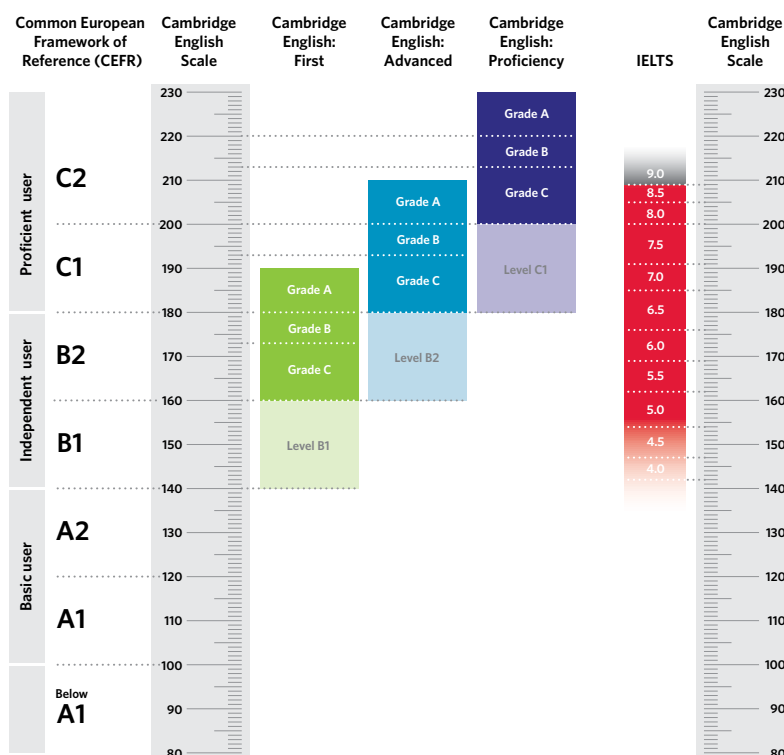 Common European
Framework of
Reference (CEFR)
Cambridge
English
Scale
Cambridge
English:
First
Cambridge
English:
Advanced
Cambridge
English:
Proficiency
IELTS
Cambridge
English
Scale
Proficient user
Independent user
Basic user
C2
C1
B2
B1
A2
A1
Below
A1
230
220
210
200
190
180
170
160
150
140
130
120
110
100
90
80
Grade A
Grade B
Grade C
Level B1
Grade A
Grade B
Grade C
Level B2
Grade A
Grade B
Grade C
Level C1
9.0
8.5
8.0
7.5
7.0
6.5
6.0
5.5
5.0
4.5
4.0
230
220
210
200
190
180
170
160
150
140
130
120
110
100
90
80